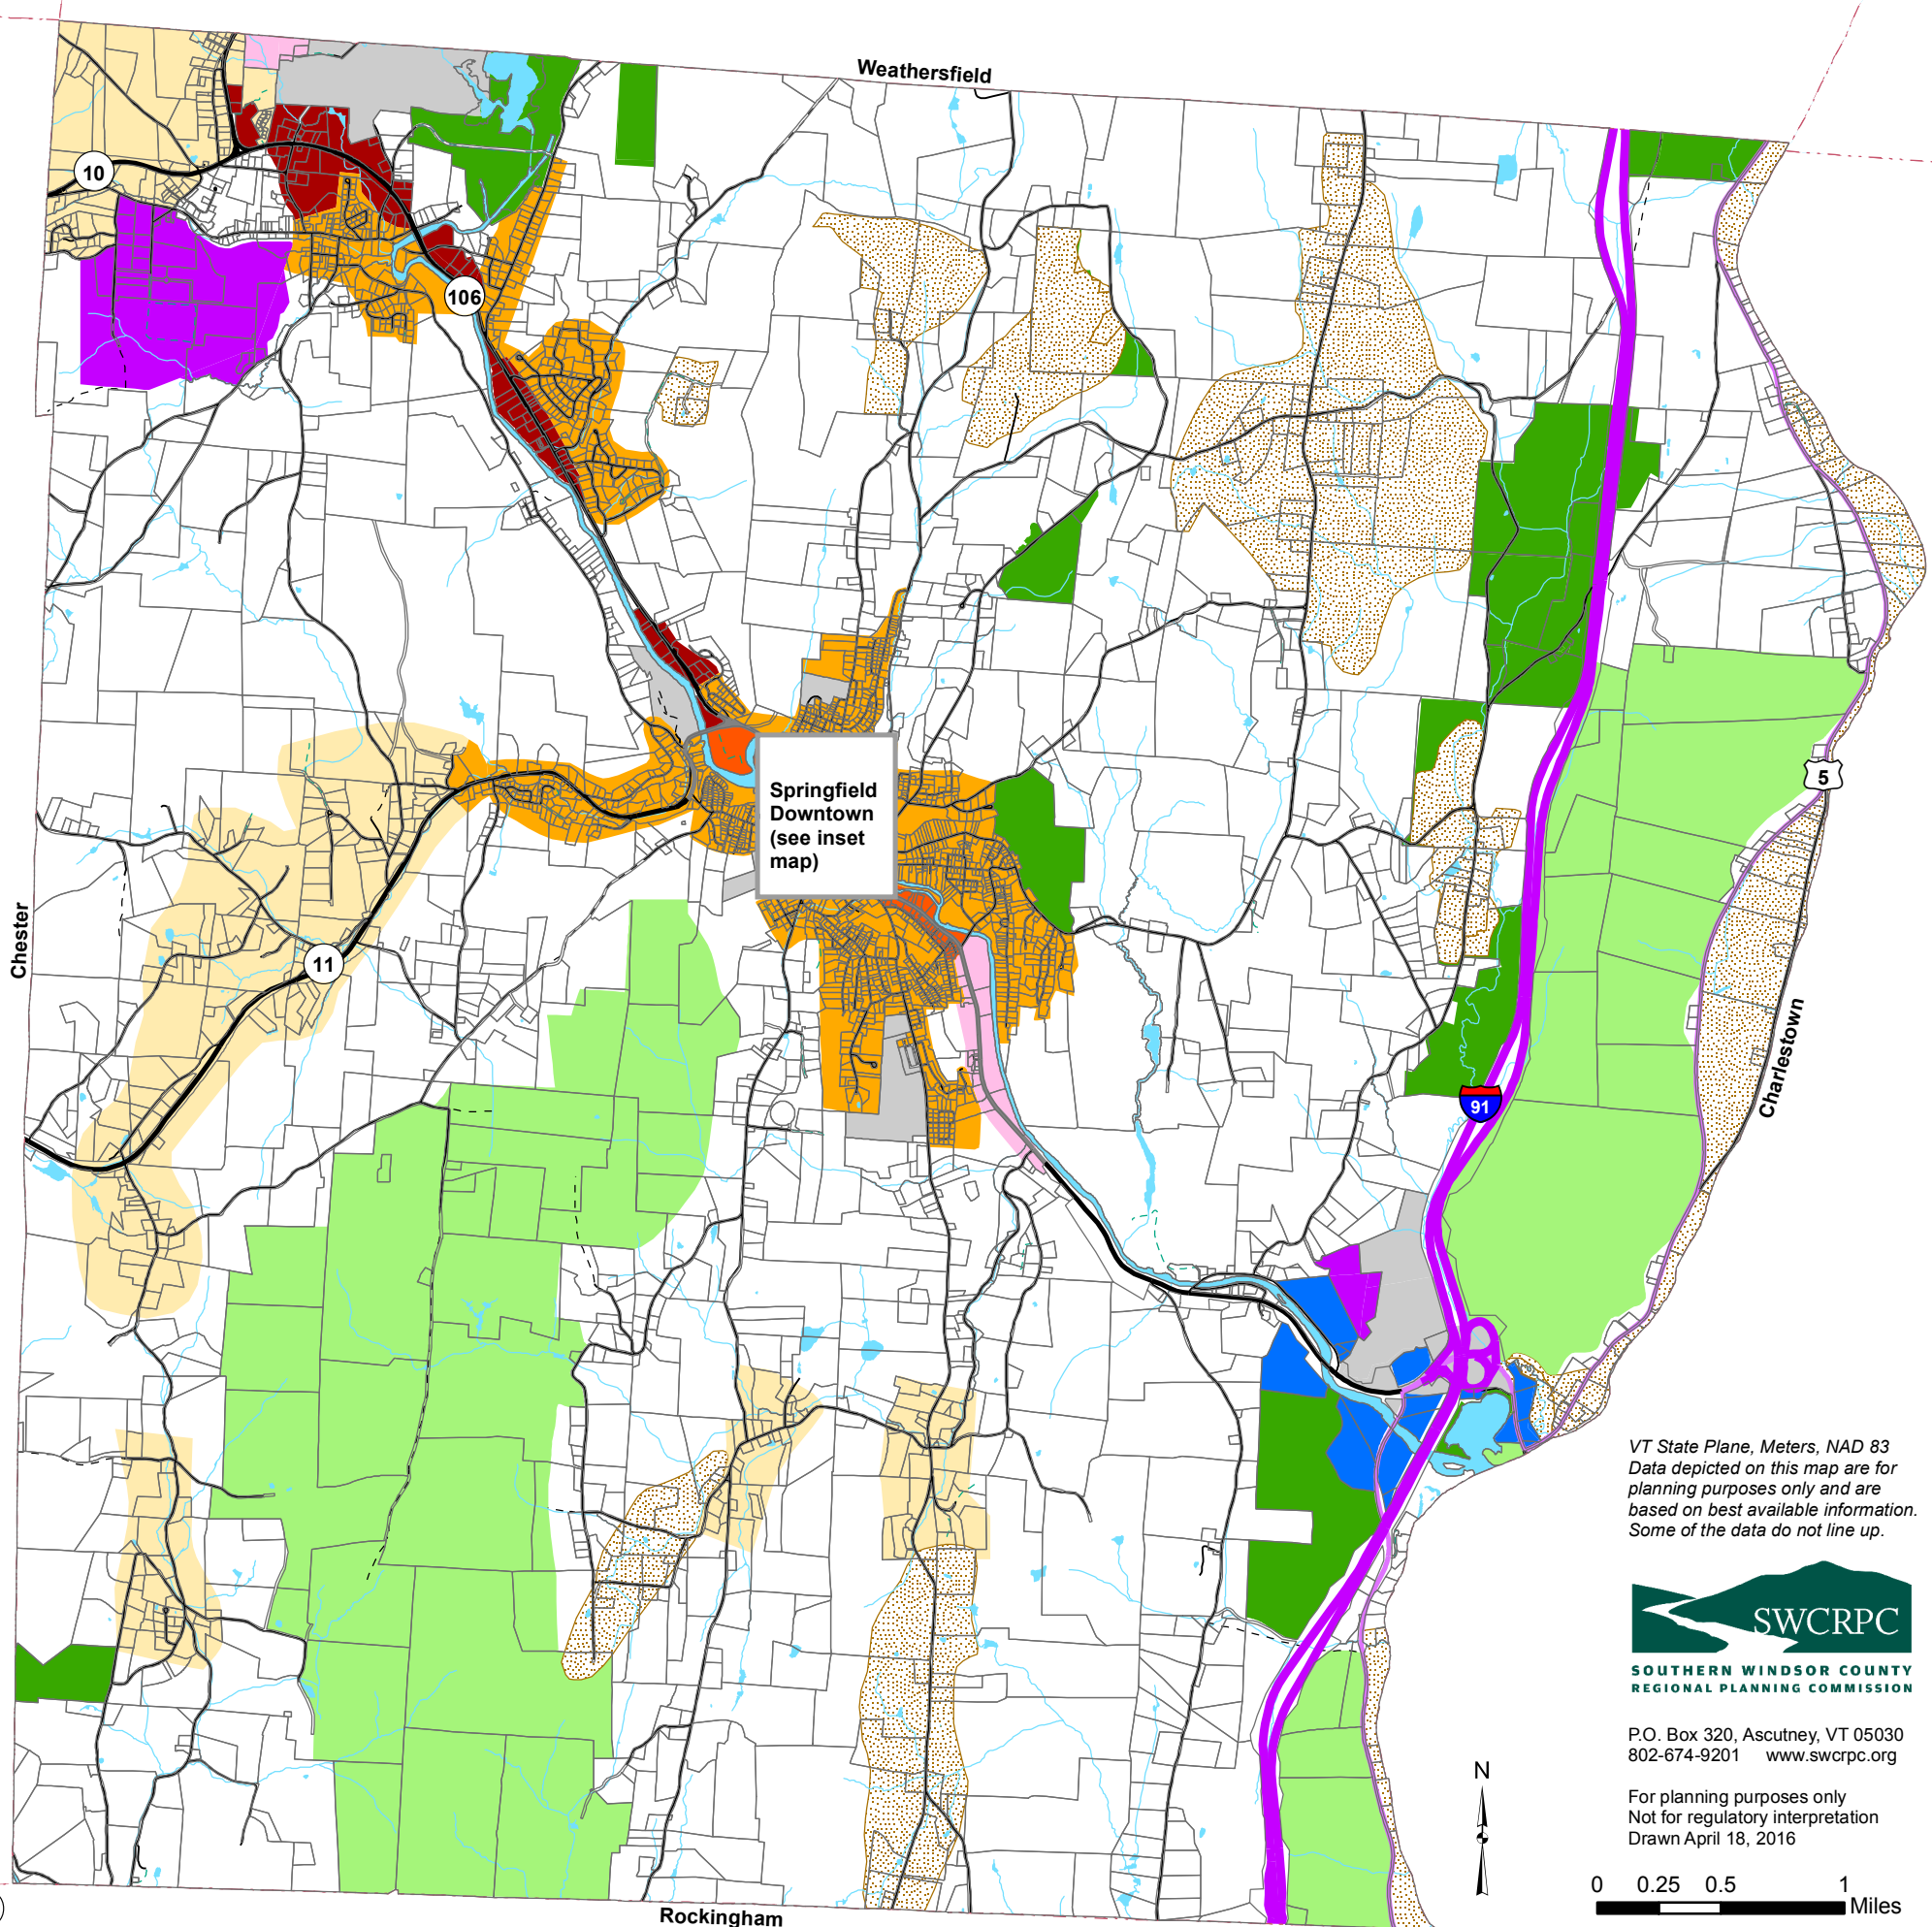 Weathersfield
10
106
Springfield
Downtown
(see inset
map)
5
Chester
11
Charlestown
91
VT State Plane, Meters, NAD 83
Data depicted on this map are for
planning purposes only and are
based on best available information.
Some of the data do not line up.
SWCRPC
SOUTHERN WINDSOR COUNTY
REGIONAL PLANNING COMMISSION
P.O. Box 320, Ascutney, VT 05030
802-674-9201 www.swcrpc.org
N
For planning purposes only
Not for regulatory interpretation
Drawn April 18, 2016
0 0.25 0.5 1
Miles
Rockingham